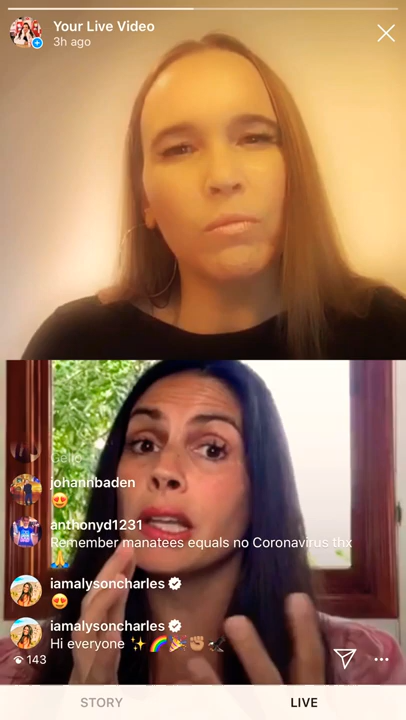 Your Live Video
3h ago
johannbaden
😍
anthonyd1231
Remember manatees equals no Coronavirus thx
🙏
iamalysoncharles
😍
iamalysoncharles
Hi everyone ✨🌈🎉✊🏽🦅
143
STORY
LIVE